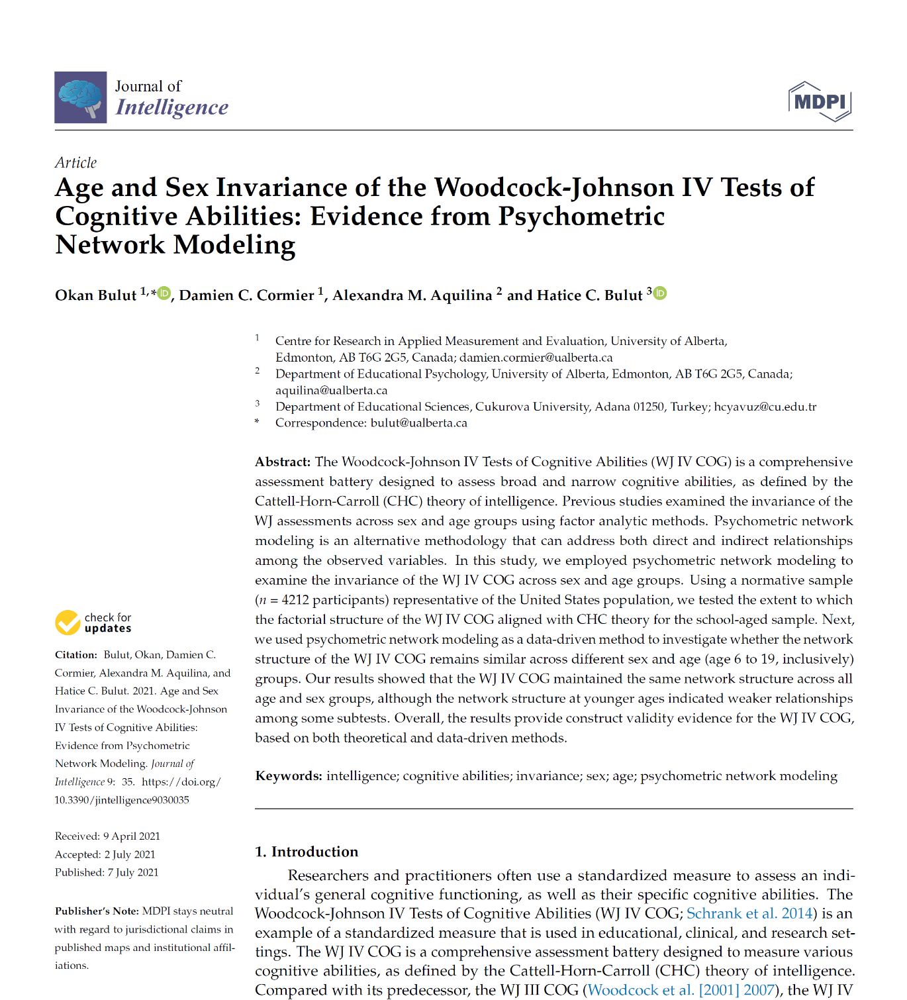 Journal of
Intelligence
MDPI
Article
Age and Sex Invariance of the Woodcock-Johnson IV Tests of
Cognitive Abilities: Evidence from Psychometric
Network Modeling
Okan Bulut 1,* iD, Damien C. Cormier 1, Alexandra M. Aquilina 2 and Hatice C. Bulut 3 iD
1 Centre for Research in Applied Measurement and Evaluation, University of Alberta,
Edmonton, AB T6G 2G5, Canada; damien.cormier@ualberta.ca
2 Department of Educational Psychology, University of Alberta, Edmonton, AB T6G 2G5, Canada;
aquilina@ualberta.ca
3 Department of Educational Sciences, Cukurova University, Adana 01250, Turkey; hcyavuz@cu.edu.tr
* Correspondence: bulut@ualberta.ca
Abstract: The Woodcock-Johnson IV Tests of Cognitive Abilities (WJ IV COG) is a comprehensive
assessment battery designed to assess broad and narrow cognitive abilities, as defined by the
Cattell-Horn-Carroll (CHC) theory of intelligence. Previous studies examined the invariance of the
WJ assessments across sex and age groups using factor analytic methods. Psychometric network
modeling is an alternative methodology that can address both direct and indirect relationships
among the observed variables. In this study, we employed psychometric network modeling to
examine the invariance of the WJ IV COG across sex and age groups. Using a normative sample
(n = 4212 participants) representative of the United States population, we tested the extent to which
the factorial structure of the WJ IV COG aligned with CHC theory for the school-aged sample. Next,
we used psychometric network modeling as a data-driven method to investigate whether the network
structure of the WJ IV COG remains similar across different sex and age (age 6 to 19, inclusively)
groups. Our results showed that the WJ IV COG maintained the same network structure across all
age and sex groups, although the network structure at younger ages indicated weaker relationships
among some subtests. Overall, the results provide construct validity evidence for the WJ IV COG,
based on both theoretical and data-driven methods.
Keywords: intelligence; cognitive abilities; invariance; sex; age; psychometric network modeling
check for
updates
Citation: Bulut, Okan, Damien C.
Cormier, Alexandra M. Aquilina, and
Hatice C. Bulut. 2021. Age and Sex
Invariance of the Woodcock-Johnson
IV Tests of Cognitive Abilities:
Evidence from Psychometric
Network Modeling. Journal of
Intelligence 9: 35. https://doi.org/
10.3390/jintelligence9030035
Received: 9 April 2021
Accepted: 2 July 2021
Published: 7 July 2021
Publisher's Note: MDPI stays neutral
with regard to jurisdictional claims in
published maps and institutional affil-
iations.
1. Introduction
Researchers and practitioners often use a standardized measure to assess an indi-
vidual's general cognitive functioning, as well as their specific cognitive abilities. The
Woodcock-Johnson IV Tests of Cognitive Abilities (WJ IV COG; Schrank et al. 2014) is an
example of a standardized measure that is used in educational, clinical, and research set-
tings. The WJ IV COG is a comprehensive assessment battery designed to measure various
cognitive abilities, as defined by the Cattell-Horn-Carroll (CHC) theory of intelligence.
Compared with its predecessor, the WJ III COG (Woodcock et al. [2001] 2007), the WJ IV